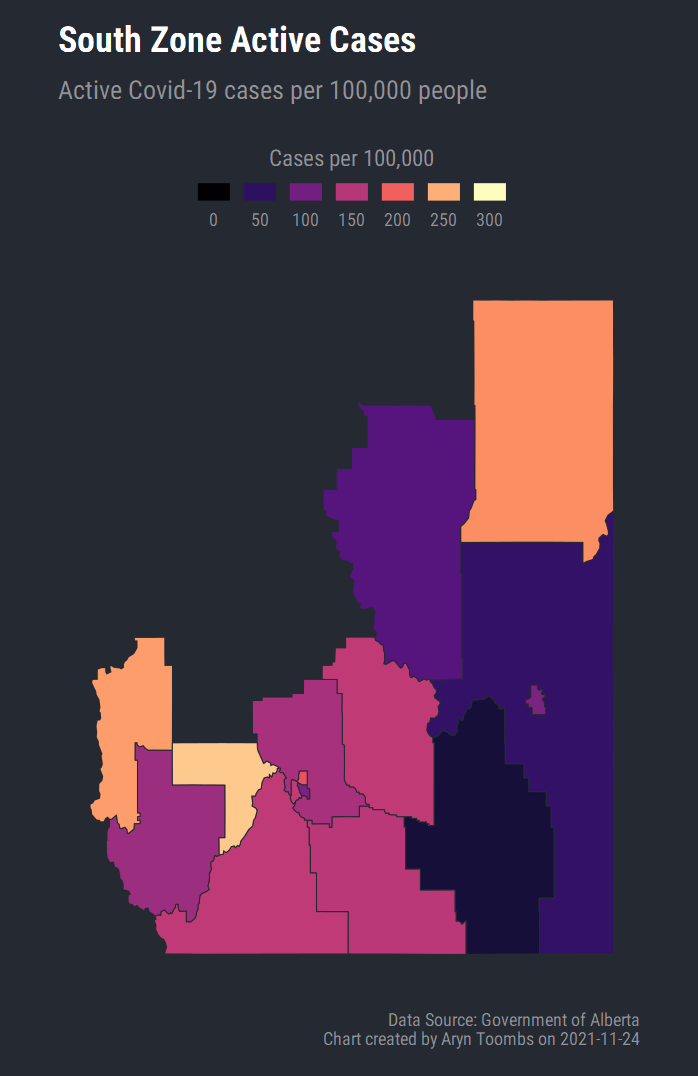 South Zone Active Cases
Active Covid-19 cases per 100,000 people
Cases per 100,000
0 50 100 150 200 250 300
Data Source: Government of Alberta
Chart created by Aryn Toombs on 2021-11-24